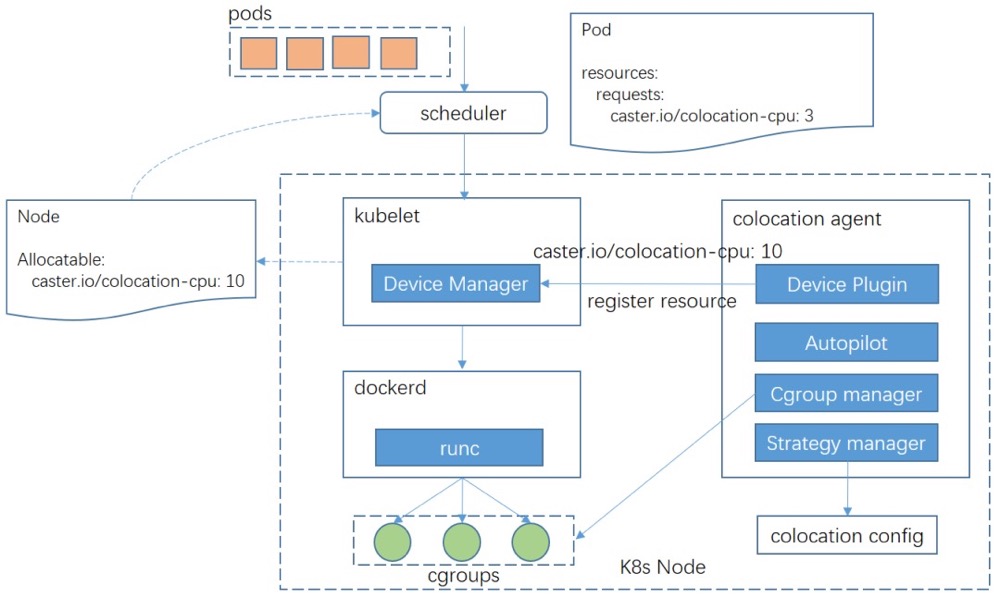 pods
Pod
resources:
requests:
caster.io/colocation-cpu: 3
scheduler
Node
Allocatable:
caster.io/colocation-cpu: 10
kubelet
Device Manager
caster.io/colocation-cpu: 10
register resource
colocation agent
Device Plugin
Autopilot
Cgroup manager
Strategy manager
dockerd
runc
cgroups
colocation config
K8s Node